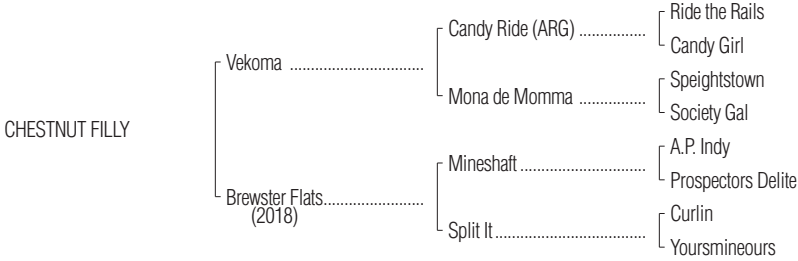 Ride the Rails
Candy Ride (ARG) ................
Candy Girl
Vekoma ................................
Speightstown
Mona de Momma ................
Society Gal
CHESTNUT FILLY
A.P. Indy
Mineshaft ..............................
Prospectors Delite
Brewster Flats........................
(2018)
Curlin
Split It ....................................
Yoursmineours